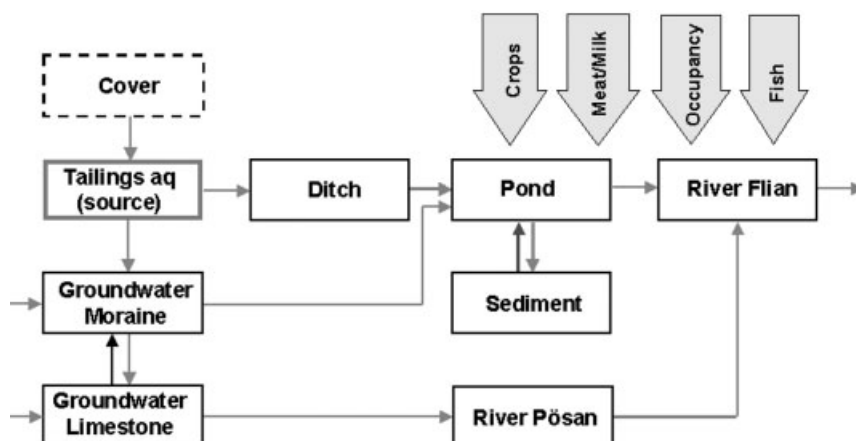 Crops
Meat/Milk
Occupancy
Fish
Cover
Tailings aq
(source)
Ditch
Pond
River Flian
Groundwater
Moraine
Sediment
Groundwater
Limestone
River Pösan